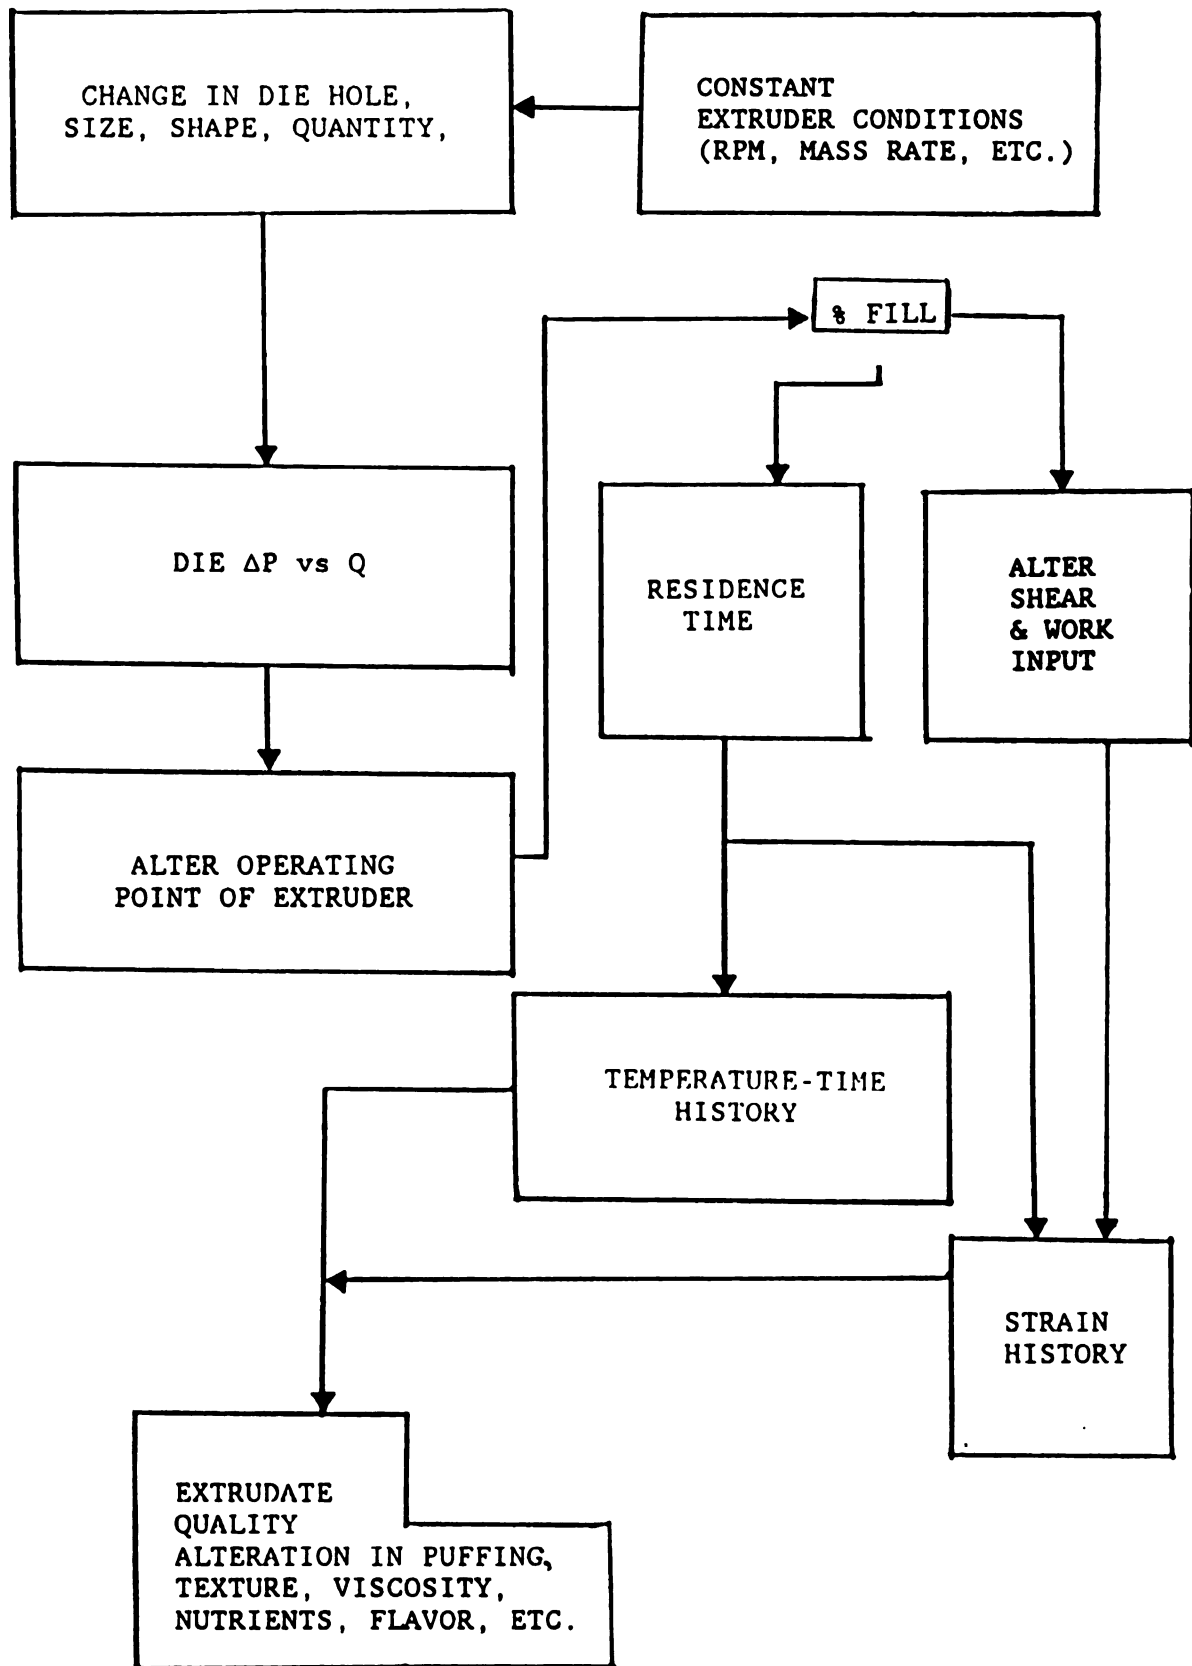 CHANGE IN DIE HOLE,
SIZE, SHAPE, QUANTITY,
CONSTANT
EXTRUDER CONDITIONS
(RPM, MASS RATE, ETC.)
% FILL
DIE ΔP vs Q
RESIDENCE
TIME
ALTER
SHEAR
& WORK
INPUT
ALTER OPERATING
POINT OF EXTRUDER
TEMPERATURE-TIME
HISTORY
STRAIN
HISTORY
EXTRUDATE
QUALITY
ALTERATION IN PUFFING,
TEXTURE, VISCOSITY,
NUTRIENTS, FLAVOR, ETC.